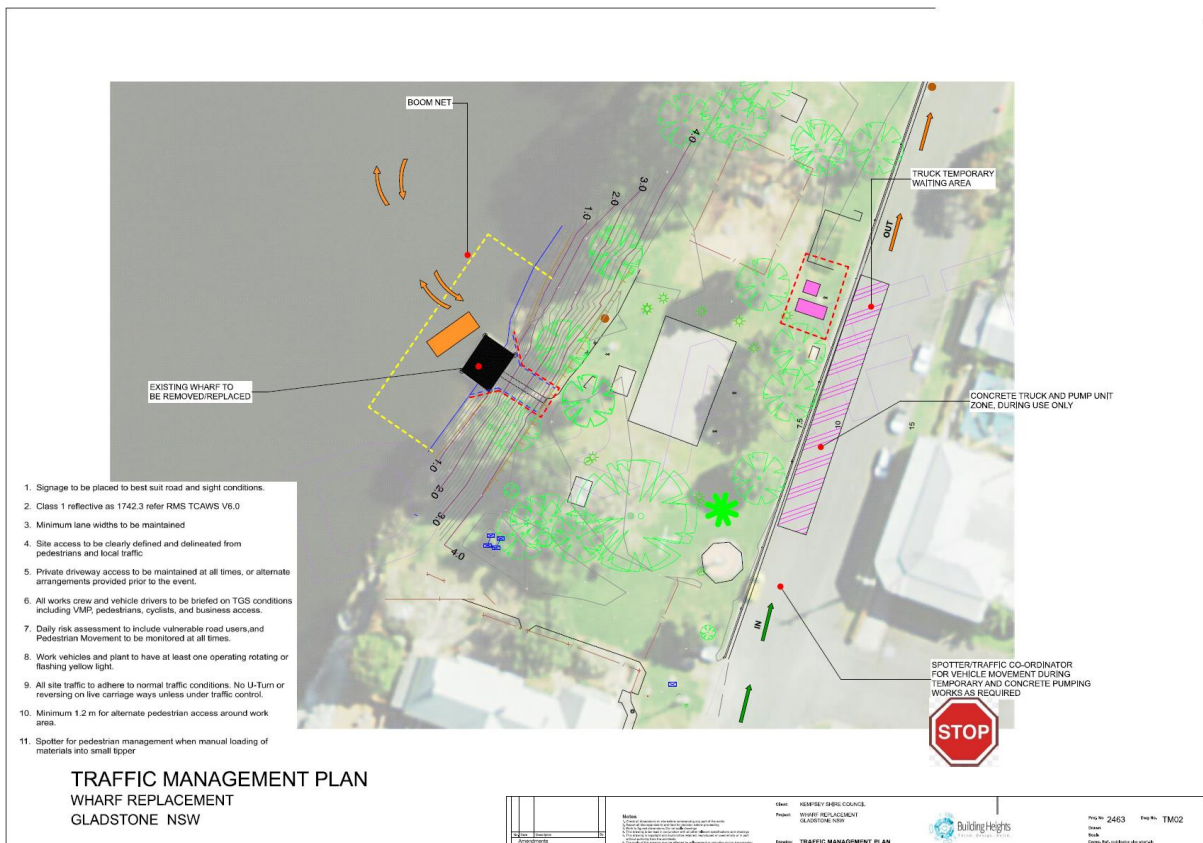 BOOM NET
4.0
3.0
2.0
1.0
TRUCK TEMPORARY
WAITING AREA
OUT
EXISTING WHARF TO
BE REMOVED/REPLACED
CONCRETE TRUCK AND PUMP UNIT
ZONE, DURING USE ONLY
7.5
10
15
1.0
2.0
3.0
4.0
IN
SPOTTER/TRAFFIC CO-ORDINATOR
FOR VEHICLE MOVEMENT DURING
TEMPORARY AND CONCRETE PUMPING
WORKS AS REQUIRED
STOP
1. Signage to be placed to best suit road and sight conditions.
2. Class 1 reflective as 1742.3 refer RMS TCAWS V6.0
3. Minimum lane widths to be maintained
4. Site access to be clearly defined and delineated from
pedestrians and local traffic
5. Private driveway access to be maintained at all times, or alternate
arrangements provided prior to the event.
6. All works crew and vehicle drivers to be briefed on TGS conditions
including VMP, pedestrians, cyclists, and business access.
7. Daily risk assessment to include vulnerable road users,and
Pedestrian Movement to be monitored at all times.
8. Work vehicles and plant to have at least one operating rotating or
flashing yellow light.
9. All site traffic to adhere to normal traffic conditions. No U-Turn or
reversing on live carriage ways unless under traffic control.
10. Minimum 1.2 m for alternate pedestrian access around work
area.
11. Spotter for pedestrian management when manual loading of
materials into small tipper
TRAFFIC MANAGEMENT PLAN
WHARF REPLACEMENT
GLADSTONE NSW
Amendments
Notes
Client: KEMPSEY SHIRE COUNCIL
Project: WHARF REPLACEMENT
GLADSTONE NSW
TRAFFIC MANAGEMENT PLAN
Building Heights
Proj. No 2463 Dwg No. TM02
Drawn
Scale